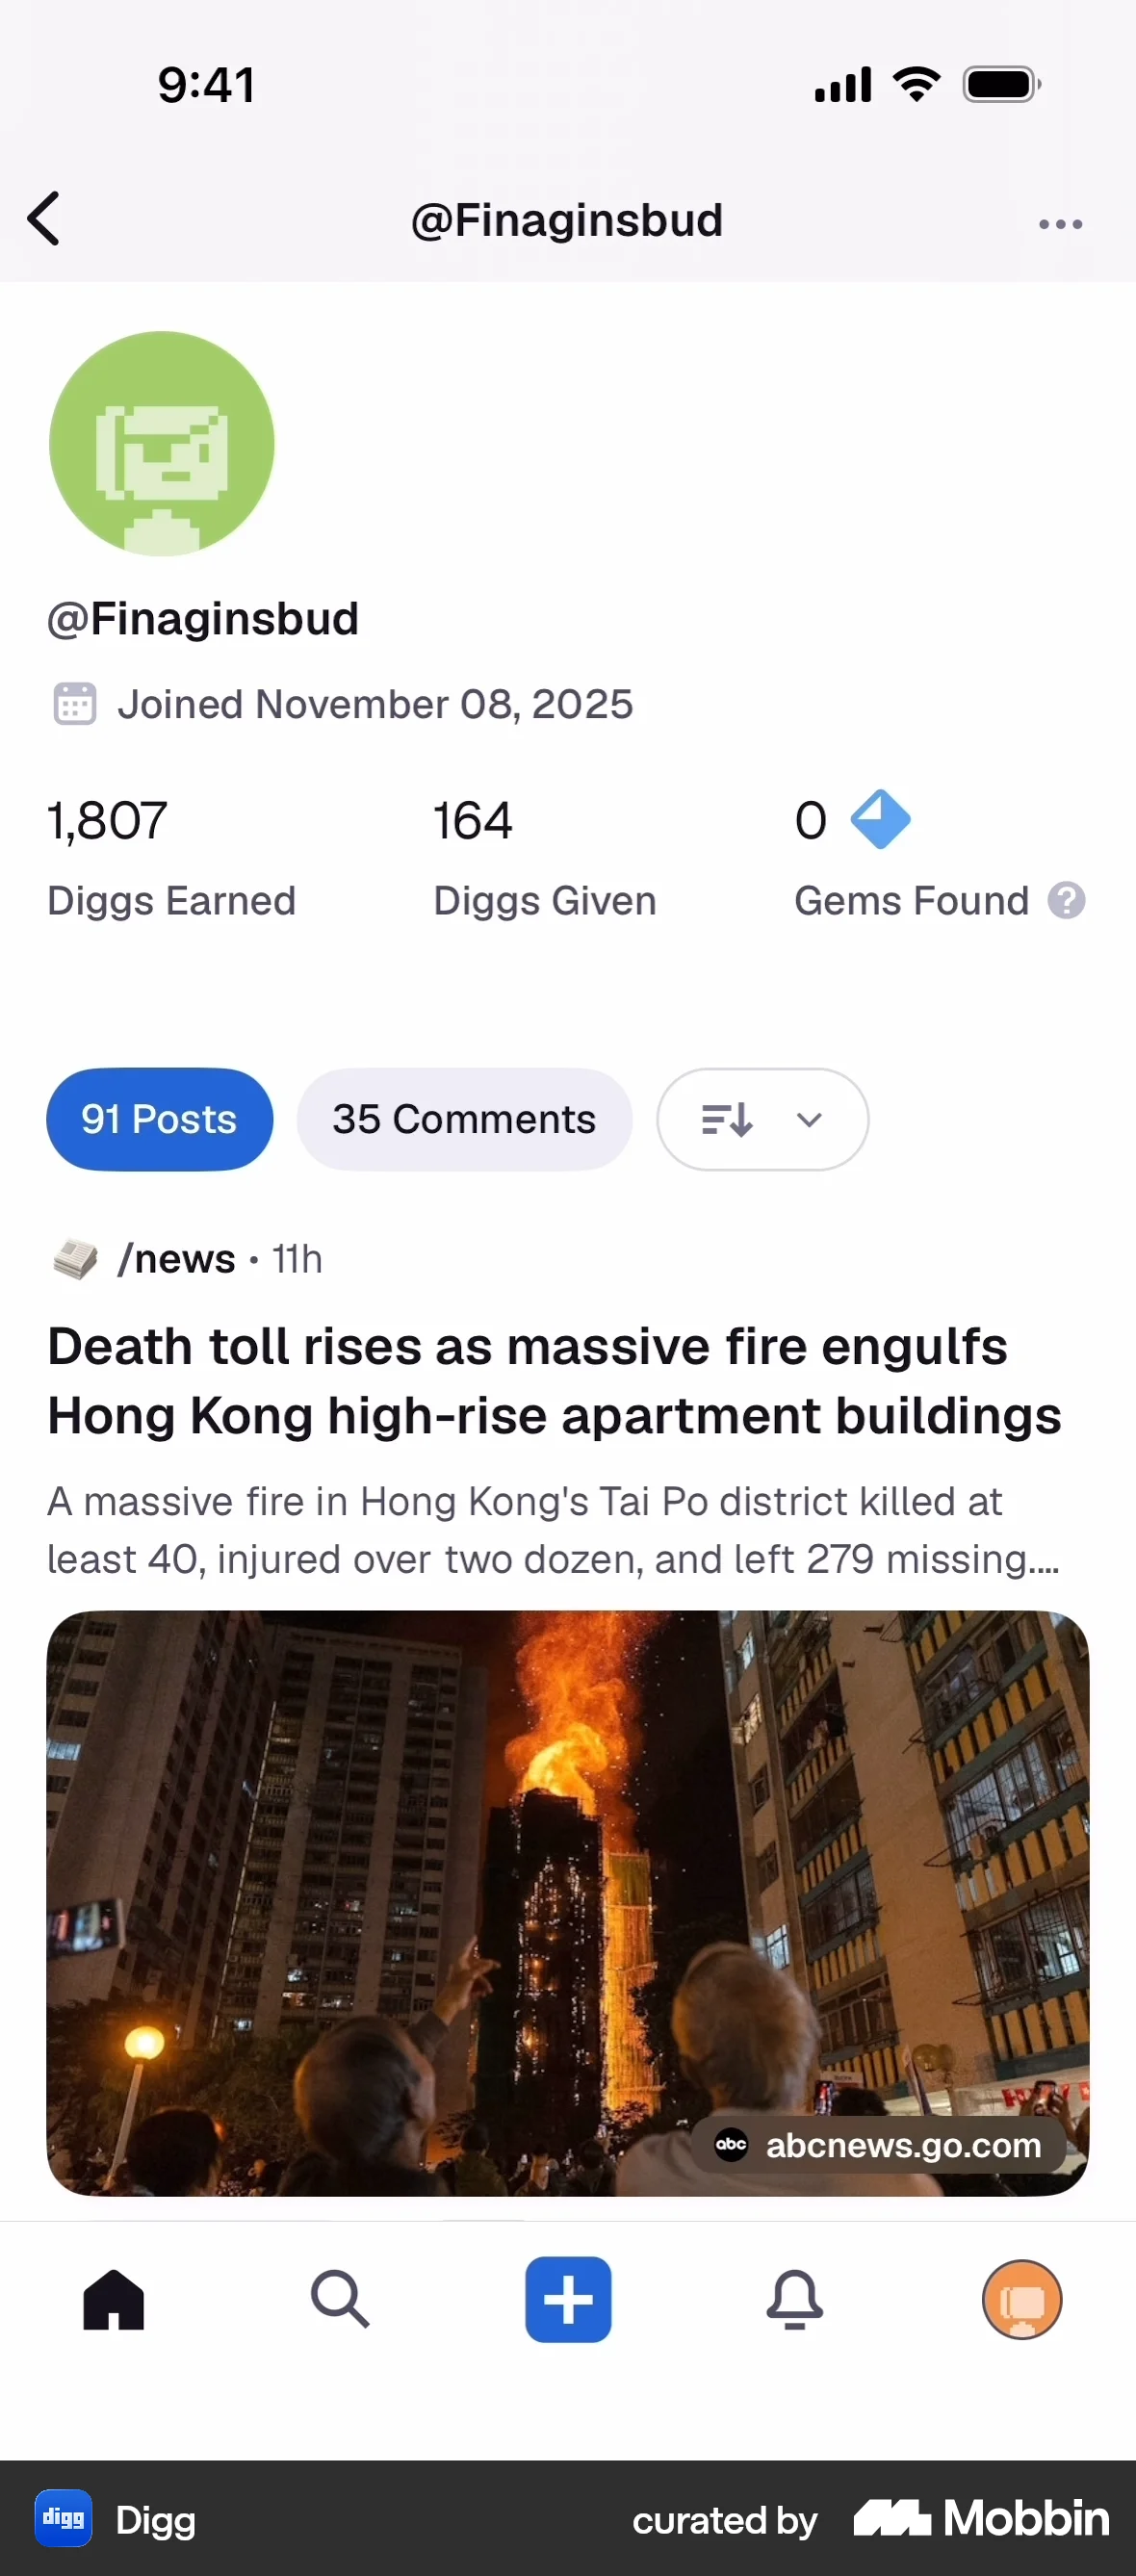 9:41
@Finaginsbud
@Finaginsbud
Joined November 08, 2025
1,807
164
0
Diggs Earned
Diggs Given
Gems Found ?
91 Posts
35 Comments
/news • 11h
Death toll rises as massive fire engulfs
Hong Kong high-rise apartment buildings
A massive fire in Hong Kong's Tai Po district killed at
least 40, injured over two dozen, and left 279 missing....
abc abcnews.go.com
digg Digg
curated by Mobbin